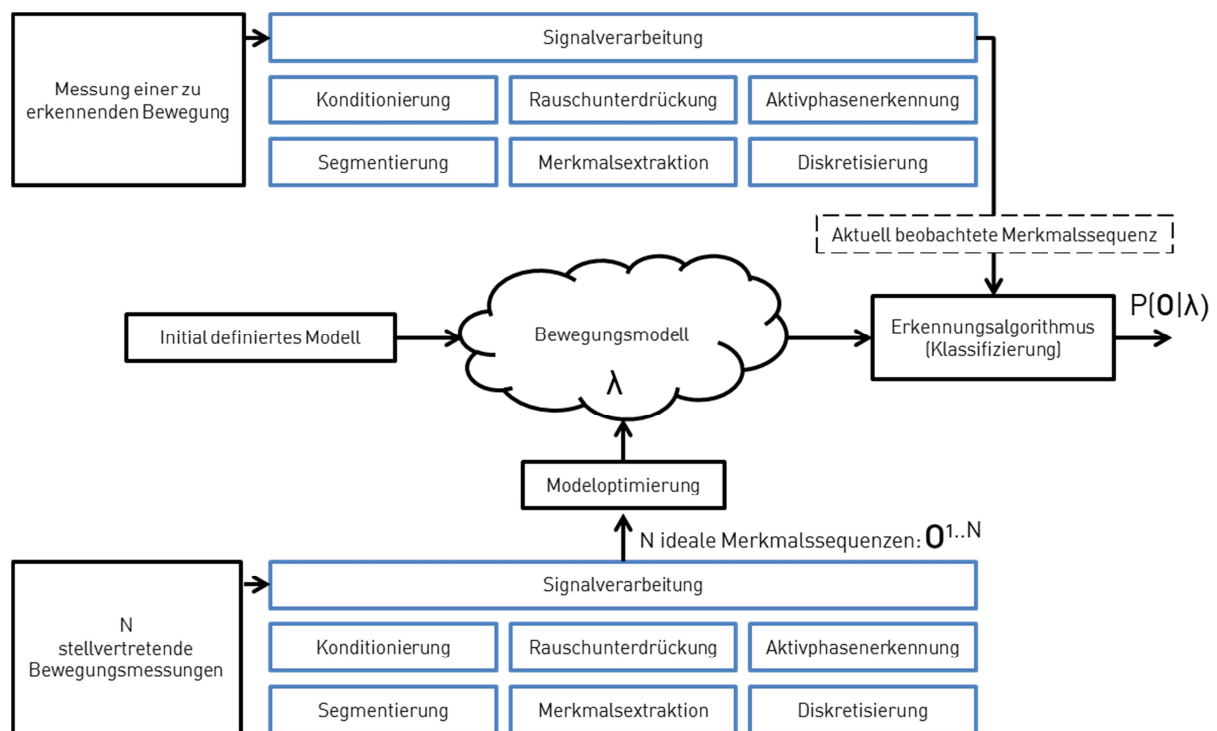 Signalverarbeitung
Messung einer zu
erkennenden Bewegung
Konditionierung
Rauschunterdrückung
Aktivphasenerkennung
Segmentierung
Merkmalsextraktion
Diskretisierung
Aktuell beobachtete Merkmalssequenz
Initial definiertes Modell
Bewegungsmodell
λ
Erkennungsalgorithmus
(Klassifizierung)
P(O|λ)
Modeloptimierung
N ideale Merkmalssequenzen: O¹··ᴺ
Signalverarbeitung
N
stellvertretende
Bewegungsmessungen
Konditionierung
Rauschunterdrückung
Aktivphasenerkennung
Segmentierung
Merkmalsextraktion
Diskretisierung